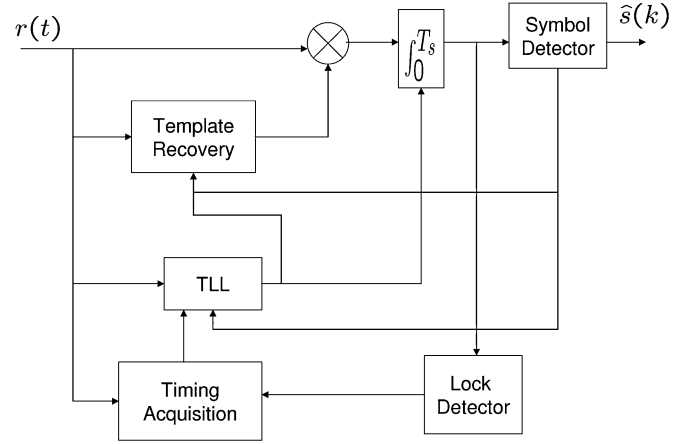 r(t)
∫₀^{T_s}
Symbol
Detector
ŝ(k)
Template
Recovery
TLL
Timing
Acquisition
Lock
Detector